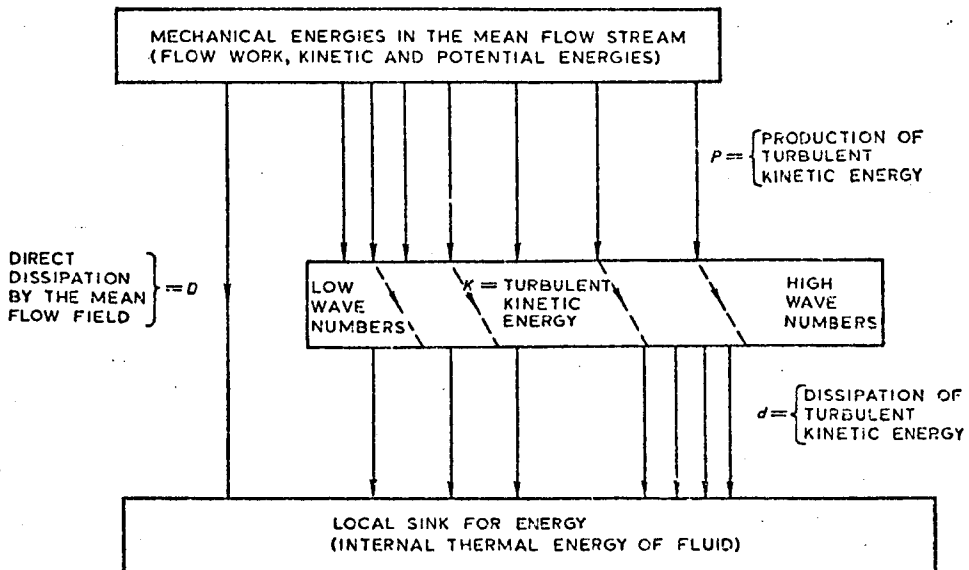 MECHANICAL ENERGIES IN THE MEAN FLOW STREAM
(FLOW WORK, KINETIC AND POTENTIAL ENERGIES)
P = { PRODUCTION OF
TURBULENT
KINETIC ENERGY
DIRECT
DISSIPATION
BY THE MEAN
FLOW FIELD } = D
LOW
WAVE
NUMBERS
K = TURBULENT
KINETIC
ENERGY
HIGH
WAVE
NUMBERS
d = { DISSIPATION OF
TURBULENT
KINETIC ENERGY
LOCAL SINK FOR ENERGY
(INTERNAL THERMAL ENERGY OF FLUID)